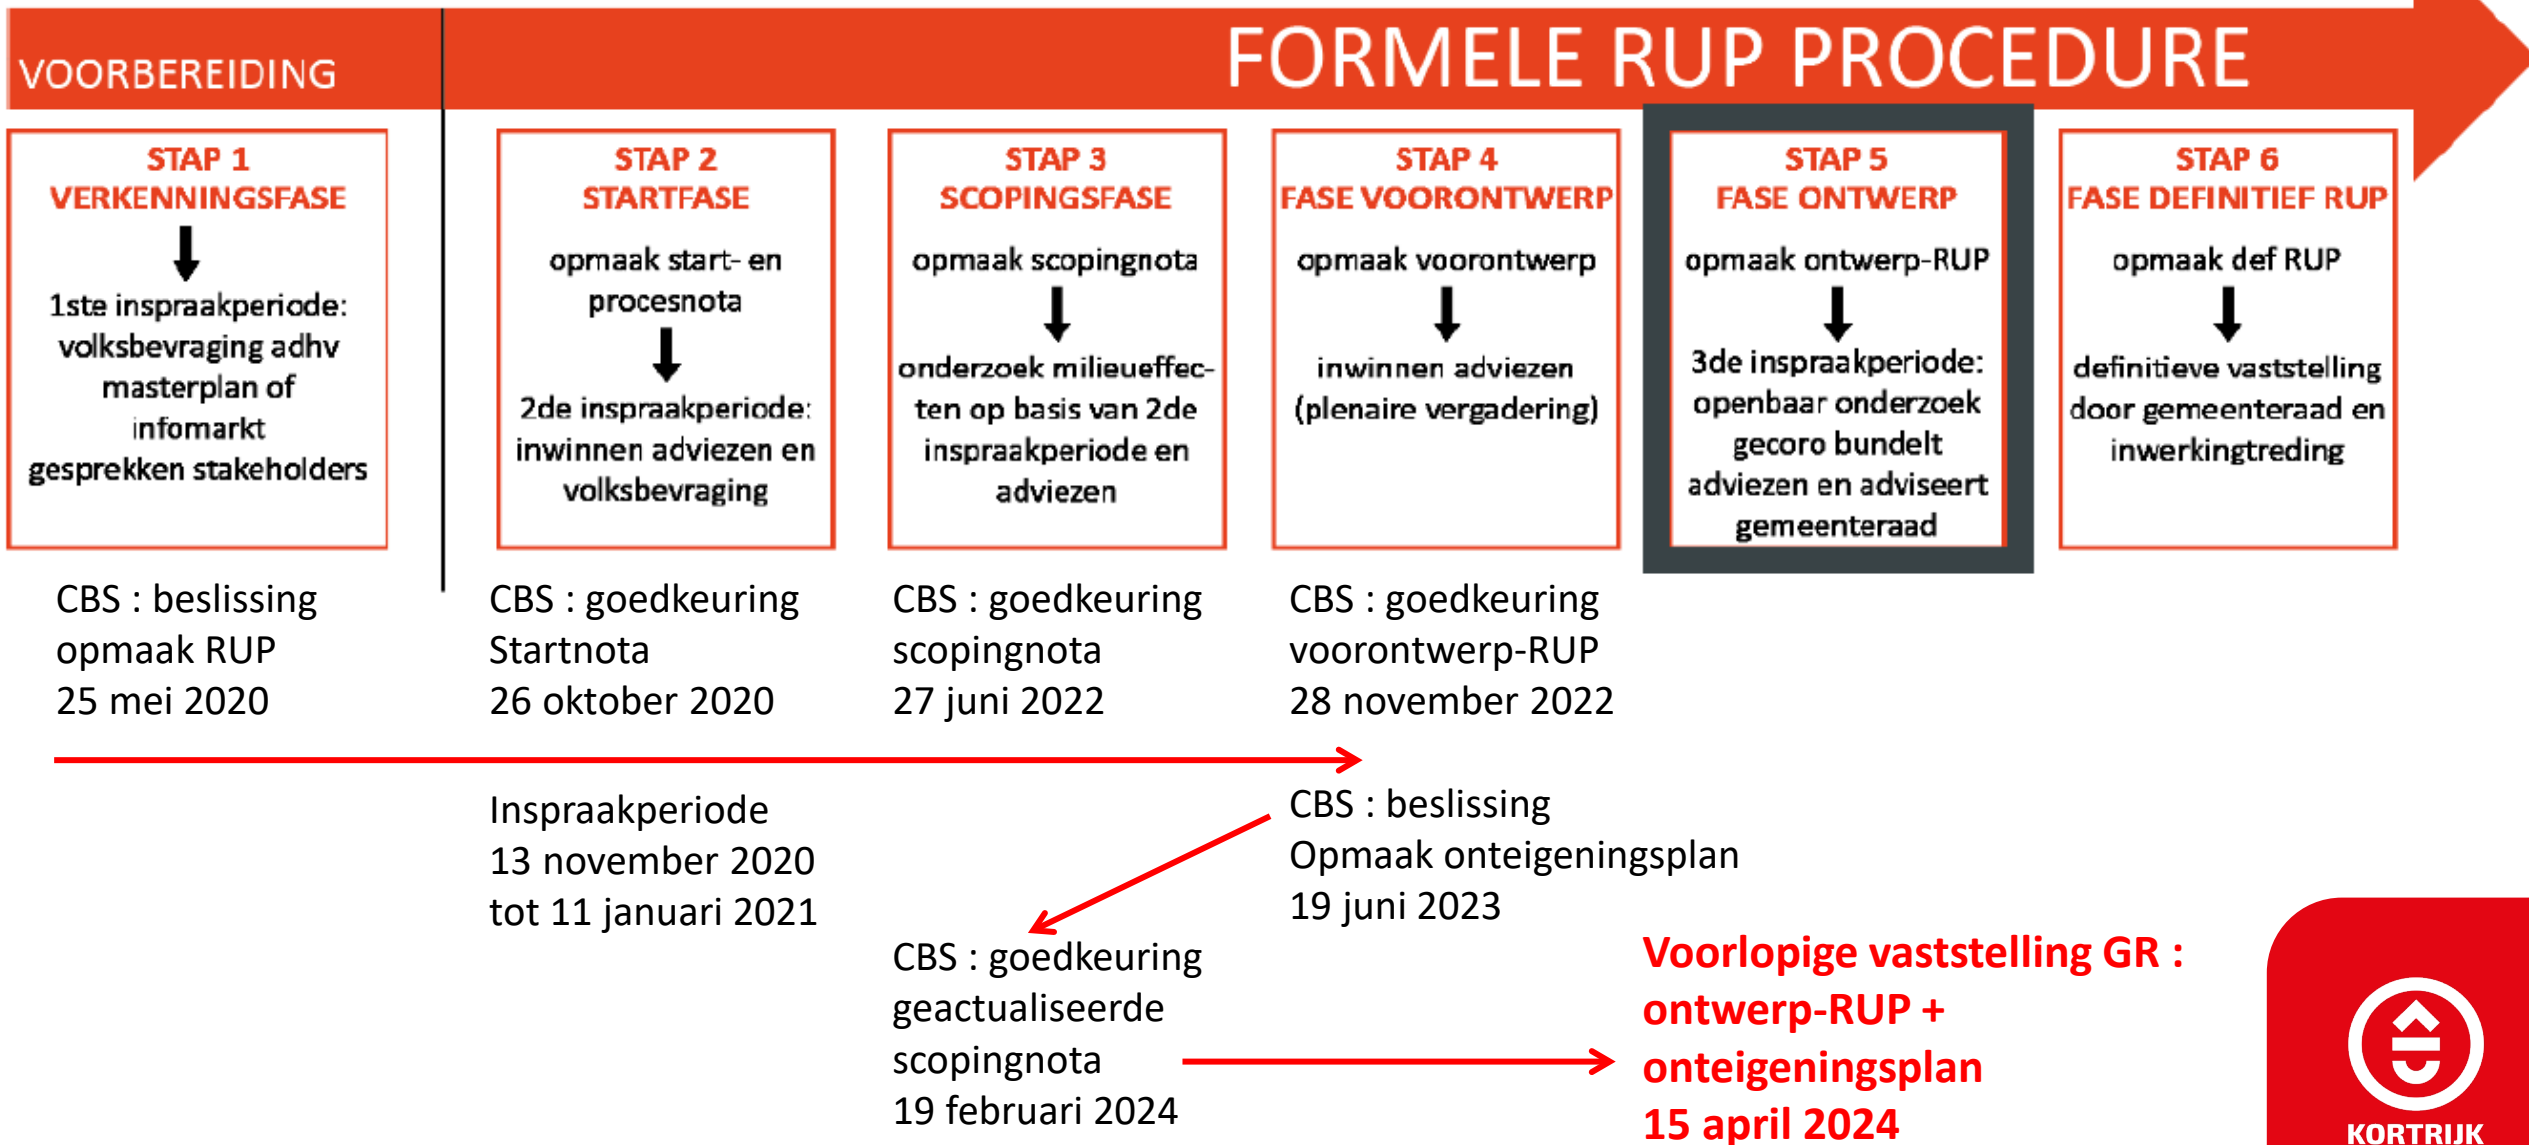 VOORBEREIDING
FORMELE RUP PROCEDURE
STAP 1
VERKENNINGSFASE
1ste inspraakperiode:
volksbevraging adhv
masterplan of
infomarkt
gesprekken stakeholders
STAP 2
STARTFASE
opmaak start- en
procesnota
2de inspraakperiode:
inwinnen adviezen en
volksbevraging
STAP 3
SCOPINGSFASE
opmaak scopingnota
onderzoek milieueffec-
ten op basis van 2de
inspraakperiode en
adviezen
STAP 4
FASE VOORONTWERP
opmaak voorontwerp
inwinnen adviezen
(plenaire vergadering)
STAP 5
FASE ONTWERP
opmaak ontwerp-RUP
3de inspraakperiode:
openbaar onderzoek
gecoro bundelt
adviezen en adviseert
gemeenteraad
STAP 6
FASE DEFINITIEF RUP
opmaak def RUP
definitieve vaststelling
door gemeenteraad en
inwerkingtreding
CBS : beslissing
opmaak RUP
25 mei 2020
CBS : goedkeuring
Startnota
26 oktober 2020
CBS : goedkeuring
scopingnota
27 juni 2022
CBS : goedkeuring
voorontwerp-RUP
28 november 2022
Inspraakperiode
13 november 2020
tot 11 januari 2021
CBS : beslissing
Opmaak onteigeningsplan
19 juni 2023
CBS : goedkeuring
geactualiseerde
scopingnota
19 februari 2024
Voorlopige vaststelling GR :
ontwerp-RUP +
onteigeningsplan
15 april 2024
KORTRIJK